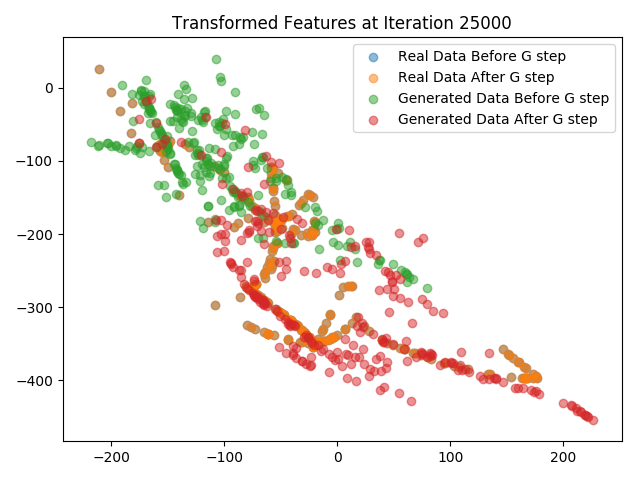 Transformed Features at Iteration 25000
Real Data Before G step
Real Data After G step
Generated Data Before G step
Generated Data After G step
0
−100
−200
−300
−400
−200
−100
0
100
200